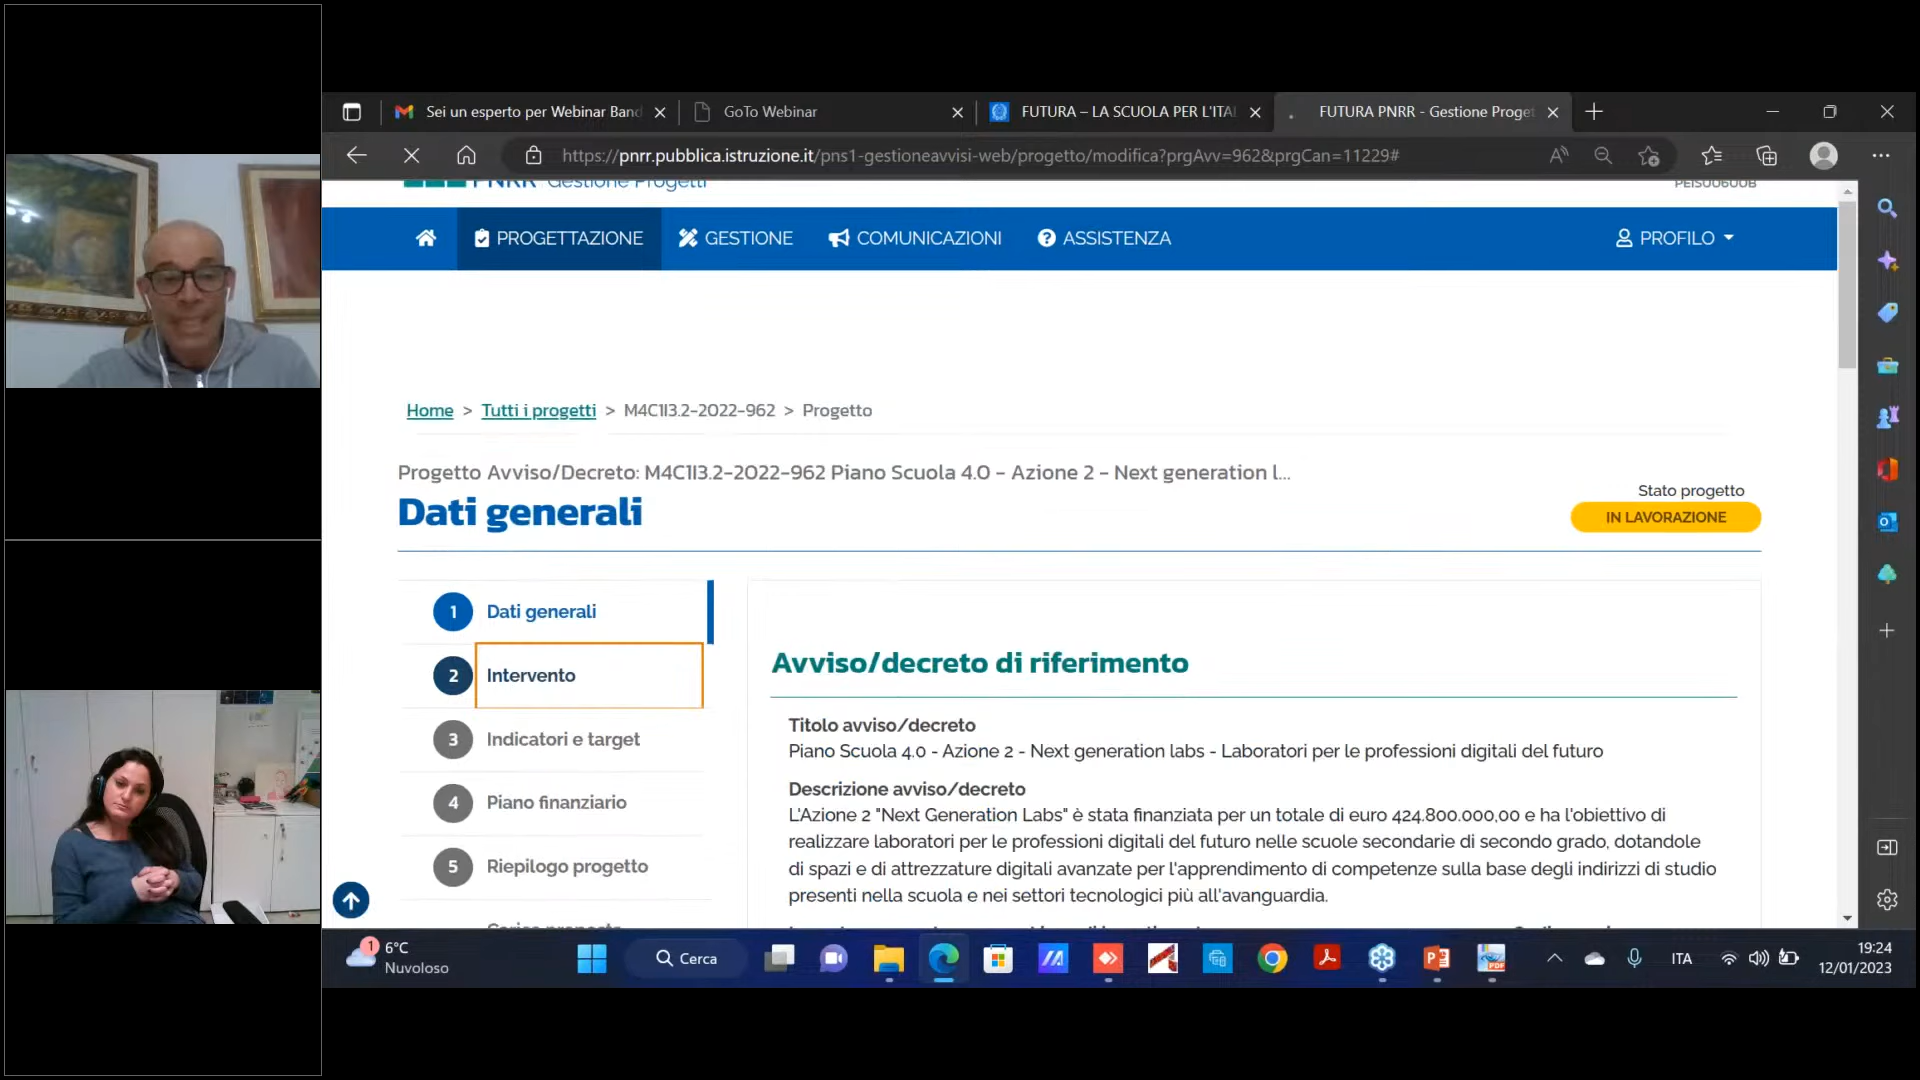 Sei un esperto per Webinar Band
GoTo Webinar
FUTURA – LA SCUOLA PER L'ITAL
FUTURA PNRR - Gestione Proget
https://pnrr.pubblica.istruzione.it/pns1-gestioneavvisi-web/progetto/modifica?prgAvv=962&prgCan=11229#
PNRR Gestione Progetti
PEIS00600B
PROGETTAZIONE
GESTIONE
COMUNICAZIONI
ASSISTENZA
PROFILO
Home > Tutti i progetti > M4C1I3.2-2022-962 > Progetto
Progetto Avviso/Decreto: M4C1I3.2-2022-962 Piano Scuola 4.0 - Azione 2 - Next generation l...
Dati generali
Stato progetto
IN LAVORAZIONE
1 Dati generali
2 Intervento
3 Indicatori e target
4 Piano finanziario
5 Riepilogo progetto
Avviso/decreto di riferimento
Titolo avviso/decreto
Piano Scuola 4.0 - Azione 2 - Next generation labs - Laboratori per le professioni digitali del futuro
Descrizione avviso/decreto
L'Azione 2 "Next Generation Labs" è stata finanziata per un totale di euro 424.800.000,00 e ha l'obiettivo di
realizzare laboratori per le professioni digitali del futuro nelle scuole secondarie di secondo grado, dotandole
di spazi e di attrezzature digitali avanzate per l'apprendimento di competenze sulla base degli indirizzi di studio
presenti nella scuola e nei settori tecnologici più all'avanguardia.
1
6°C
Nuvoloso
Cerca
ITA
19:24
12/01/2023